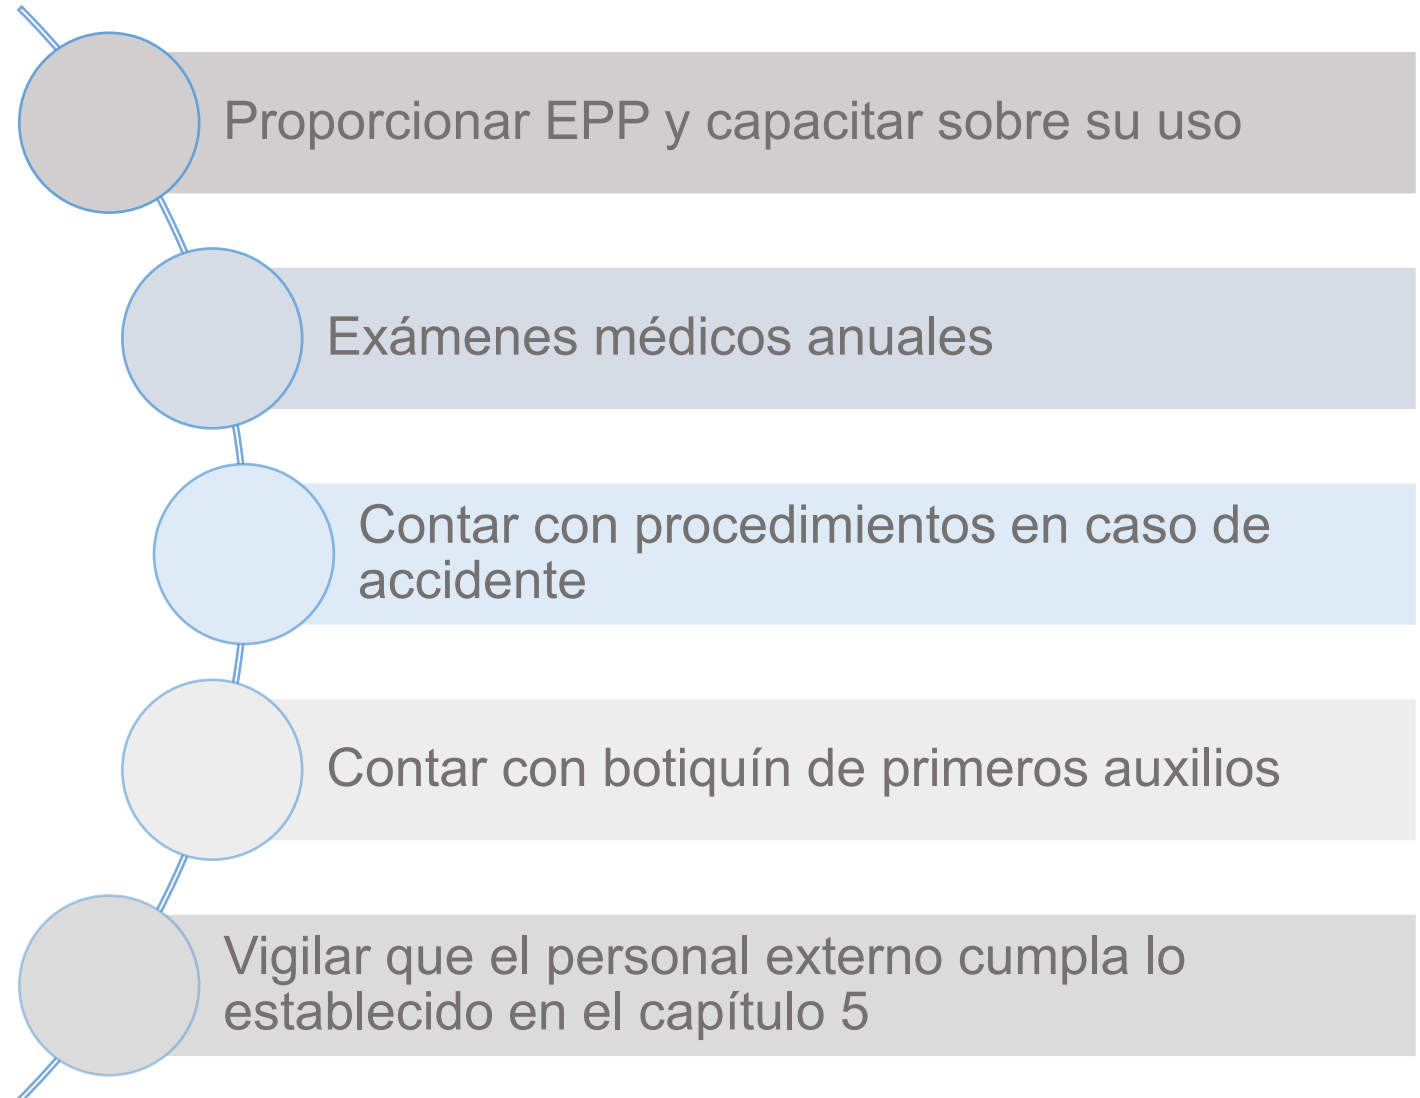 Proporcionar EPP y capacitar sobre su uso
Exámenes médicos anuales
Contar con procedimientos en caso de
accidente
Contar con botiquín de primeros auxilios
Vigilar que el personal externo cumpla lo
establecido en el capítulo 5